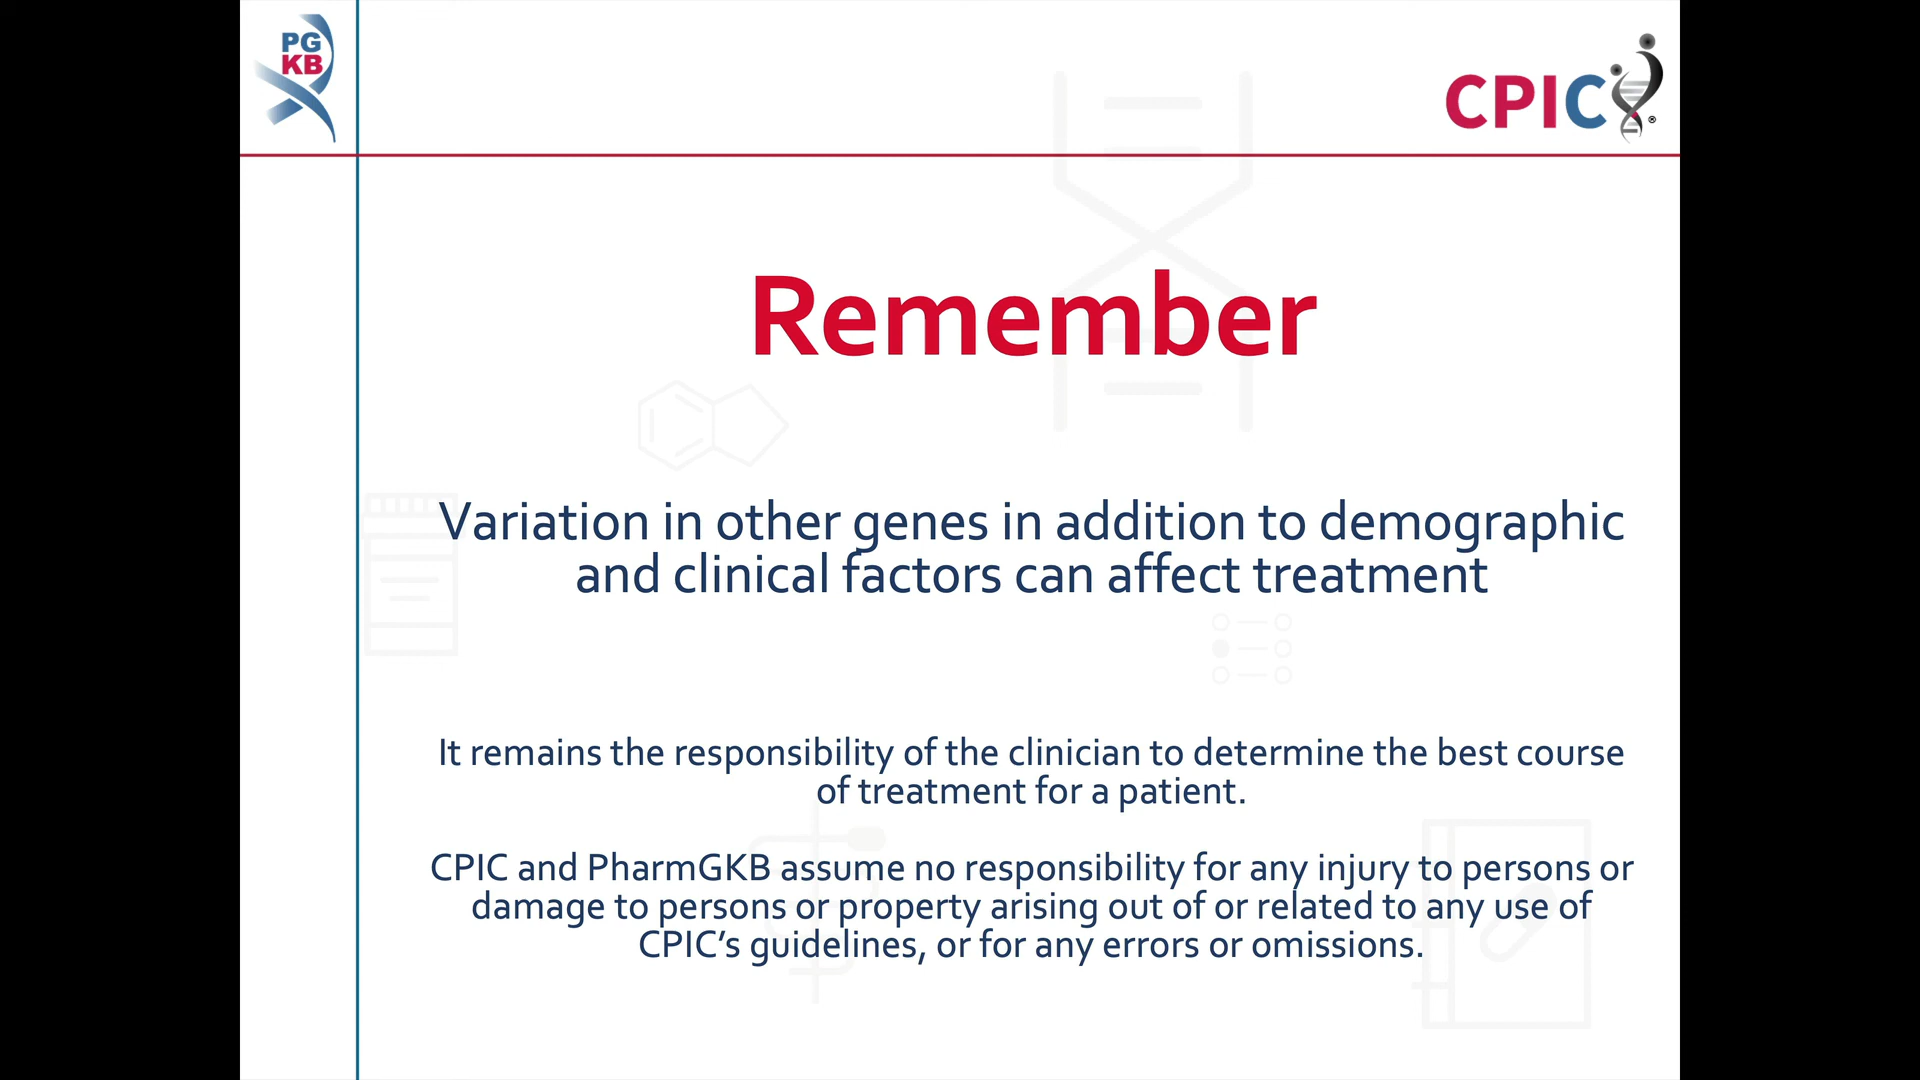 PG
KB
CPIC®
Remember
Variation in other genes in addition to demographic
and clinical factors can affect treatment
It remains the responsibility of the clinician to determine the best course
of treatment for a patient.
CPIC and PharmGKB assume no responsibility for any injury to persons or
damage to persons or property arising out of or related to any use of
CPIC’s guidelines, or for any errors or omissions.